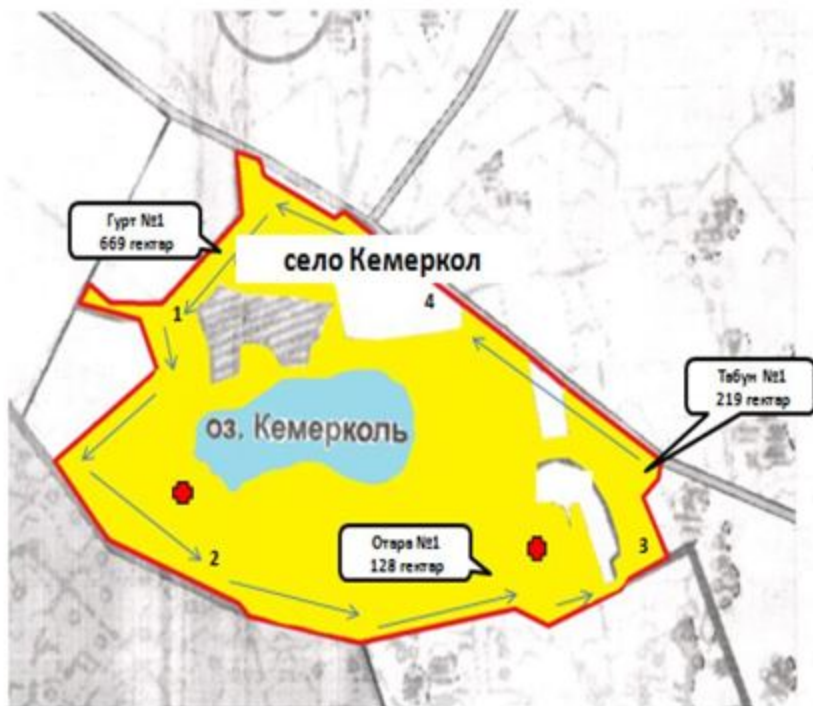 Гурт №1
669 гектар
село Кемеркол
4
1
Табун №1
219 гектар
оз. Кемерколь
Отара №1
128 гектар
3
2